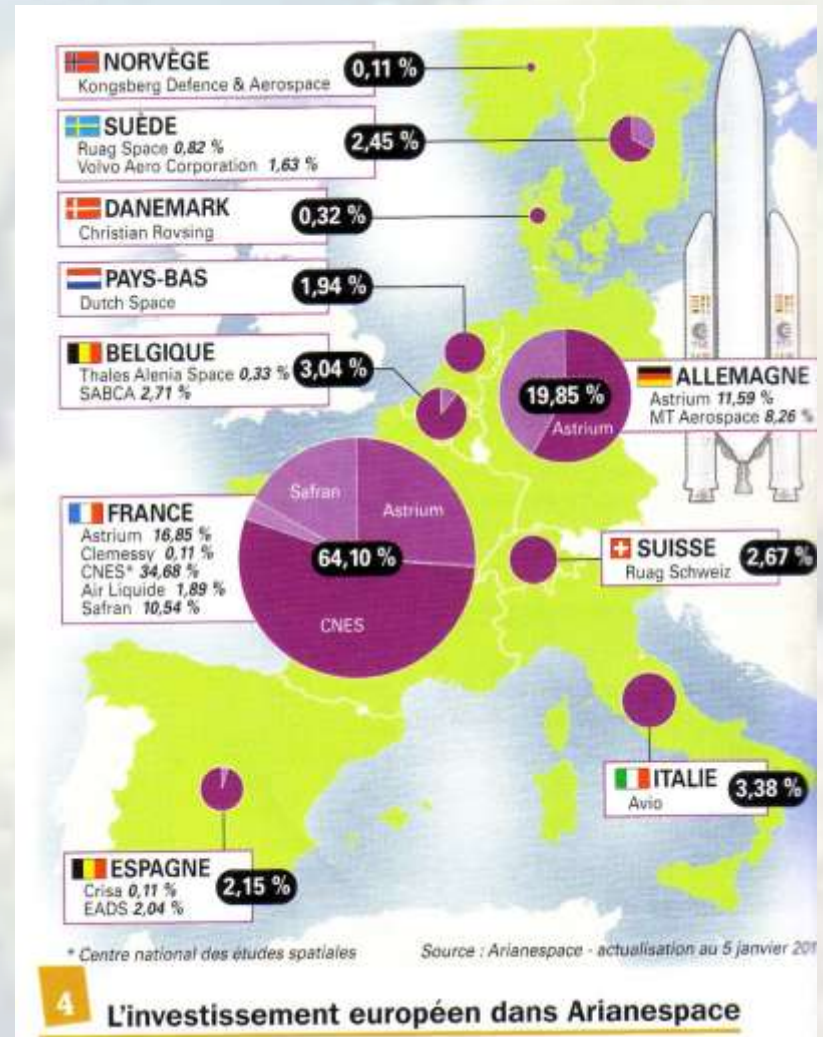 NORVÈGE
Kongsberg Defence & Aerospace
0,11 %
SUÈDE
Ruag Space 0,82 %
Volvo Aero Corporation 1,63 %
2,45 %
DANEMARK
Christian Rovsing
0,32 %
PAYS-BAS
Dutch Space
1,94 %
BELGIQUE
Thales Alenia Space 0,33 %
SABCA 2,71 %
3,04 %
19,85 %
Astrium
ALLEMAGNE
Astrium 11,59 %
MT Aerospace 8,26 %
FRANCE
Astrium 16,85 %
Clemessy 0,11 %
CNES* 34,68 %
Air Liquide 1,89 %
Safran 10,54 %
Safran
Astrium
64,10 %
CNES
SUISSE
Ruag Schweiz
2,67 %
ITALIE
Avio
3,38 %
ESPAGNE
Crisa 0,11 %
EADS 2,04 %
2,15 %
* Centre national des études spatiales
Source : Arianespace - actualisation au 5 janvier 201
4
L'investissement européen dans Arianespace